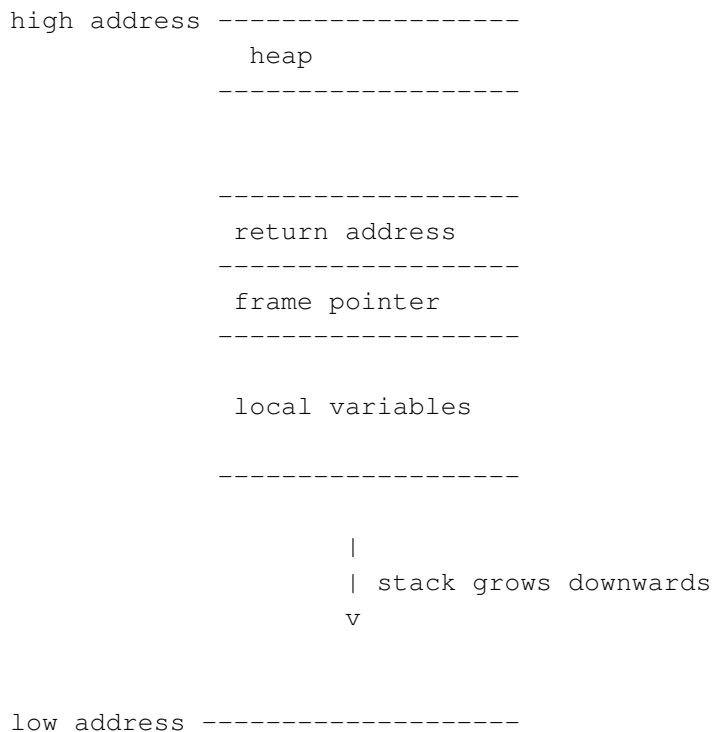 high address -------------------
heap
-------------------
-------------------
return address
-------------------
frame pointer
-------------------
local variables
-------------------
|
| stack grows downwards
v
low address --------------------